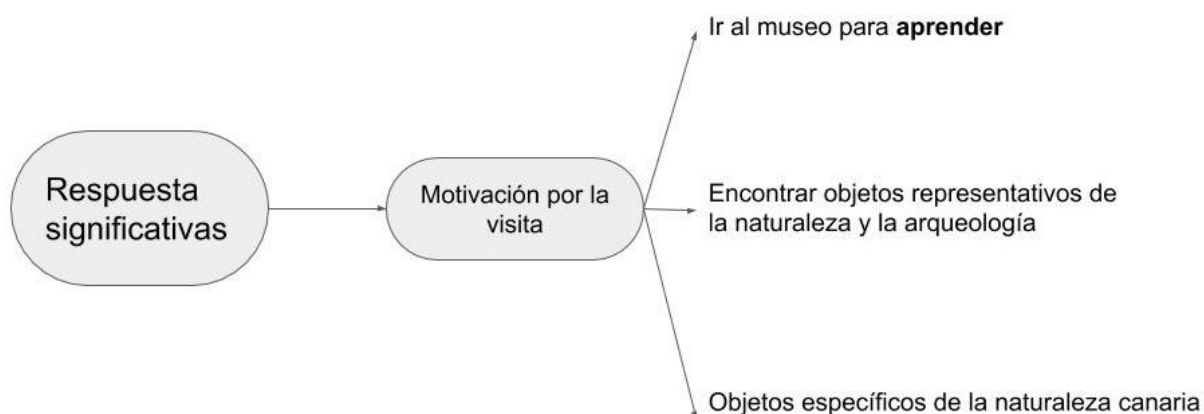 Respuesta
significativas
Motivación por la
visita
Ir al museo para aprender
Encontrar objetos representativos de
la naturaleza y la arqueología
Objetos específicos de la naturaleza canaria